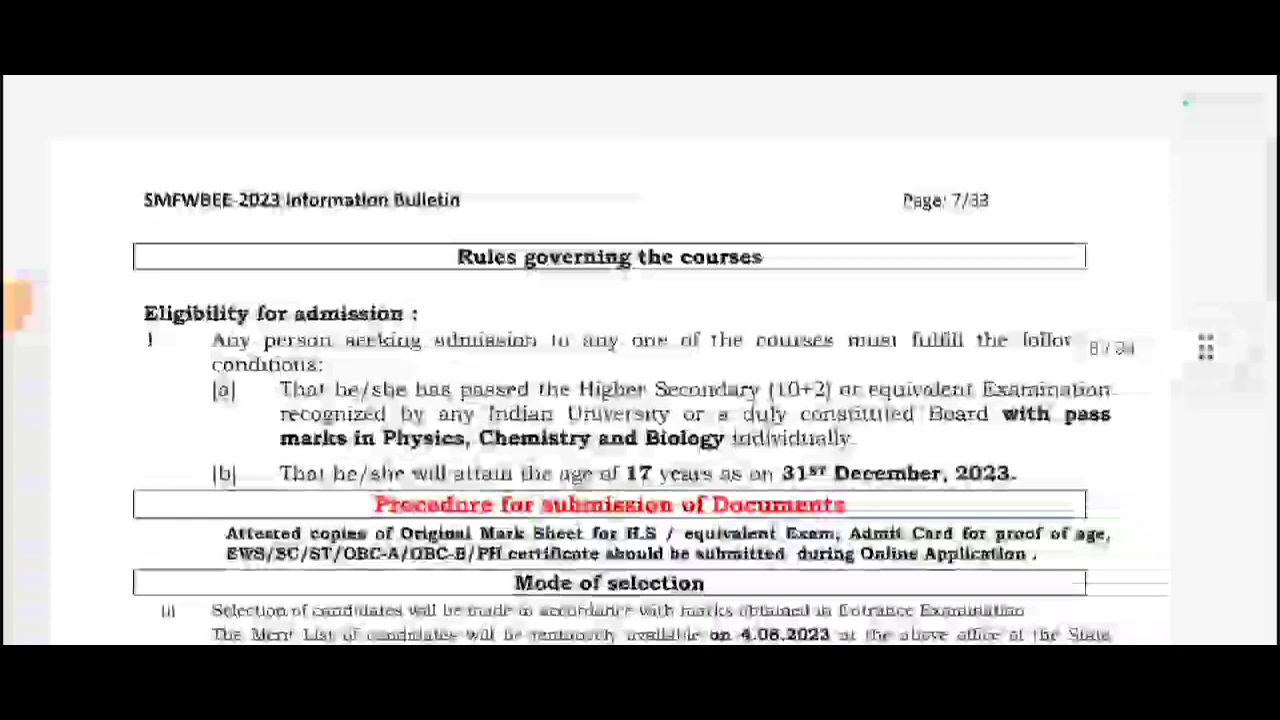 SMFWBEE-2023 Information Bulletin
Page: 7/33
Rules governing the courses
Eligibility for admission :
1 Any person seeking admission to any one of the courses must fulfill the follow
8 / 34
conditions:
[a] That he/she has passed the Higher Secondary (10+2) or equivalent Examination
recognized by any Indian University or a duly constituted Board with pass
marks in Physics, Chemistry and Biology individually.
[b] That he/she will attain the age of 17 years as on 31ST December, 2023.
Procedure for submission of Documents
Attested copies of Original Mark Sheet for H.S / equivalent Exam, Admit Card for proof of age,
EWS/SC/ST/OBC-A/OBC-B/PH certificate should be submitted during Online Application .
Mode of selection
Selection of candidates will be made in accordance with marks obtained in Entrance Examination
The Merit List of candidates will be available on 4.08.2023 at the above office of the State